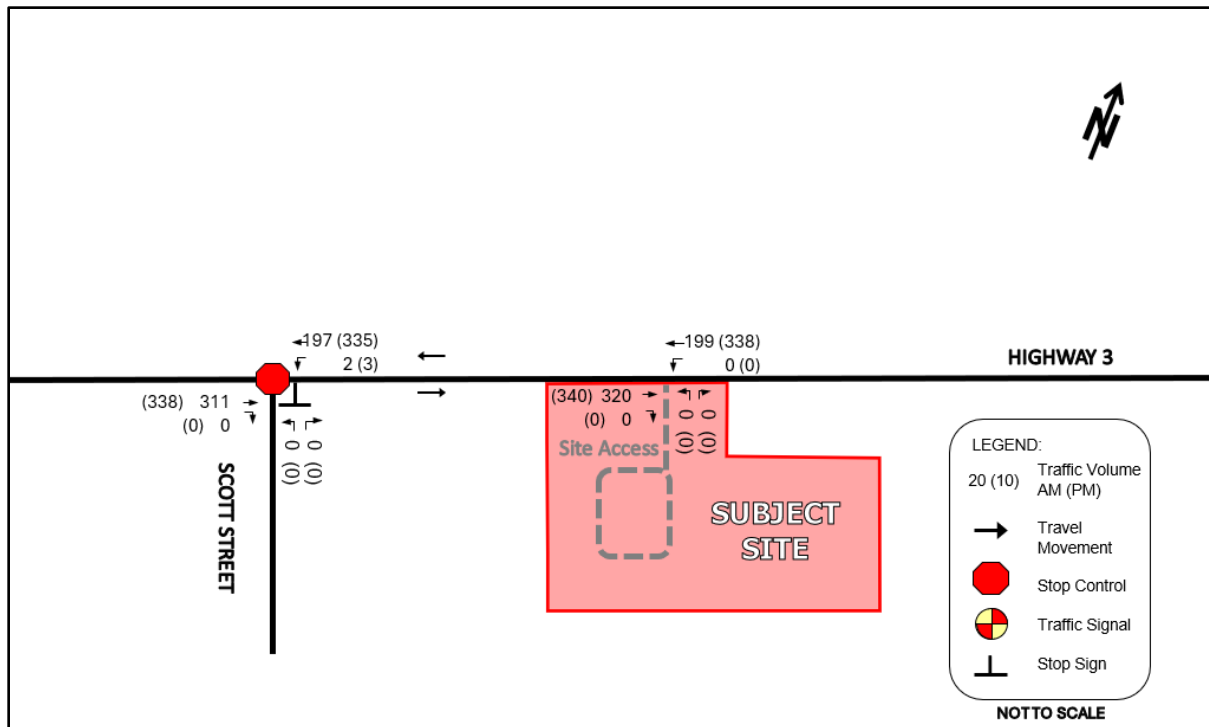 N
197 (335)
2 (3)
199 (338)
0 (0)
HIGHWAY 3
(338) 311
(0) 0
0 (0)
0 (0)
(340) 320
(0) 0
0 (0)
0 (0)
Site Access
SCOTT STREET
SUBJECT
SITE
LEGEND:
20 (10) Traffic Volume
AM (PM)
Travel
Movement
Stop Control
Traffic Signal
Stop Sign
NOT TO SCALE